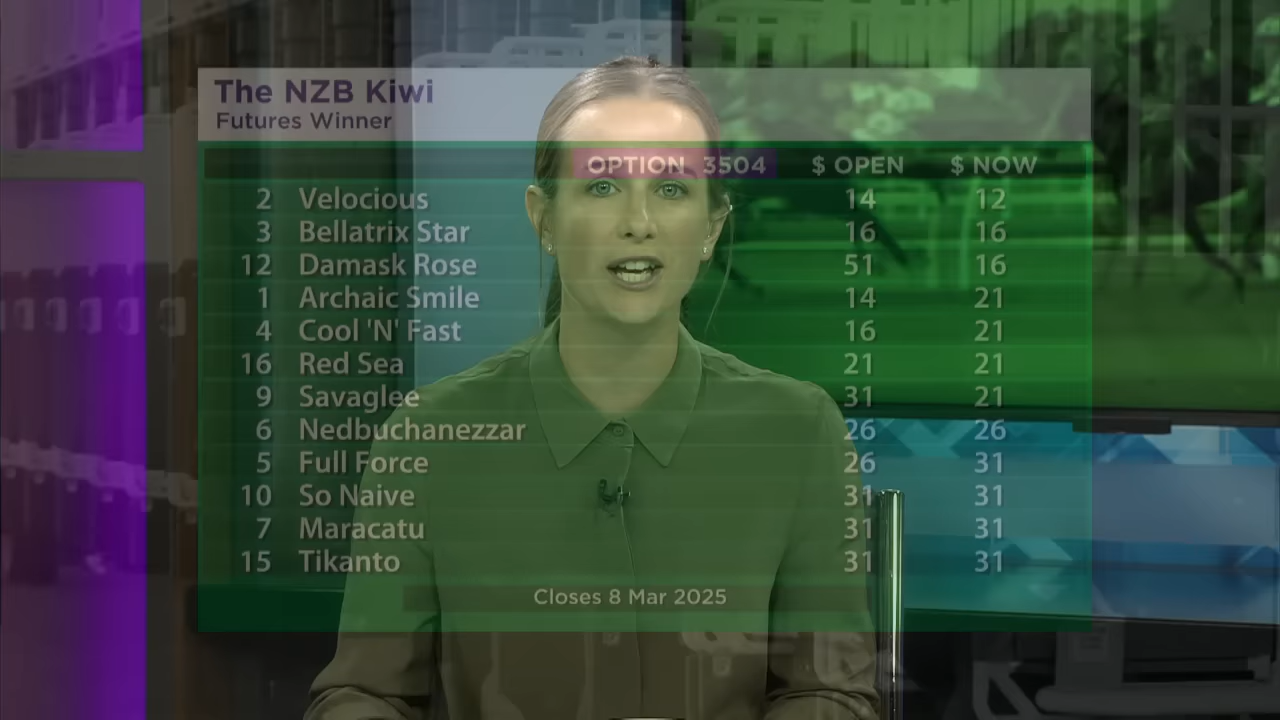 The NZB Kiwi
Futures Winner
OPTION 3504 $ OPEN $ NOW
2 Velocious 14 12
3 Bellatrix Star 16 16
12 Damask Rose 51 16
1 Archaic Smile 14 21
4 Cool 'N' Fast 16 21
16 Red Sea 21 21
9 Savaglee 31 21
6 Nedbuchanezzar 26 26
5 Full Force 26 31
10 So Naive 31 31
7 Maracatu 31 31
15 Tikanto 31 31
Closes 8 Mar 2025